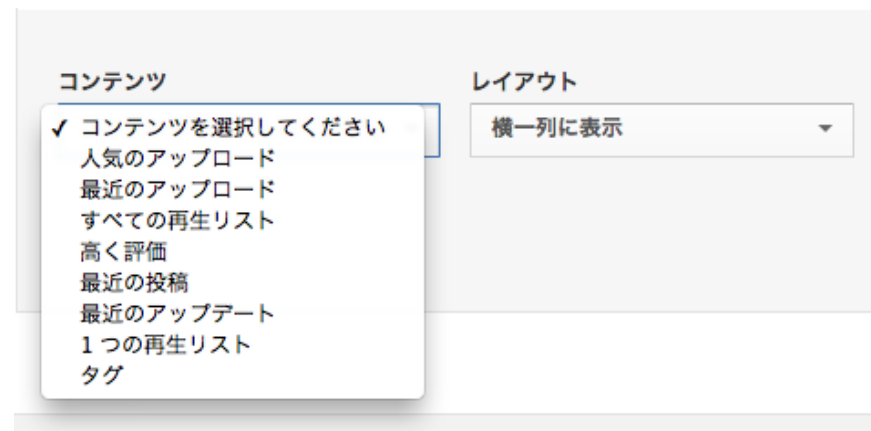 コンテンツ
レイアウト
✓ コンテンツを選択してください
横一列に表示
人気のアップロード
最近のアップロード
すべての再生リスト
高く評価
最近の投稿
最近のアップデート
1 つの再生リスト
タグ